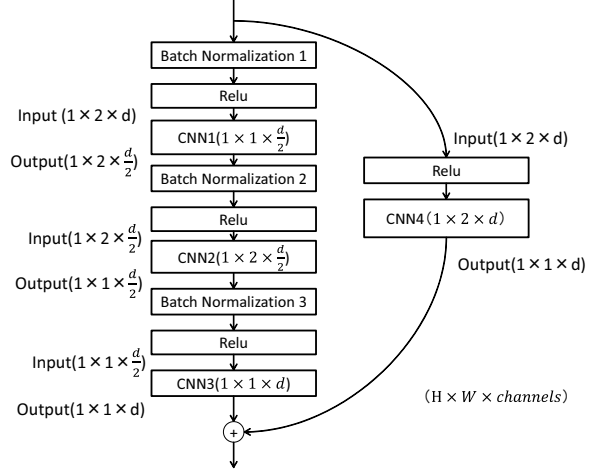 Batch Normalization 1
Relu
Input (1×2×d)
CNN1(1 × 1 × d/2)
Output(1×2×d/2)
Batch Normalization 2
Relu
Input(1×2×d/2)
CNN2(1 × 2 × d/2)
Output(1×1×d/2)
Batch Normalization 3
Relu
Input(1×1×d/2)
CNN3(1 × 1 × d)
Output(1×1×d)
+
Input(1×2×d)
Relu
CNN4(1 × 2 × d)
Output(1×1×d)
(H × W × channels)